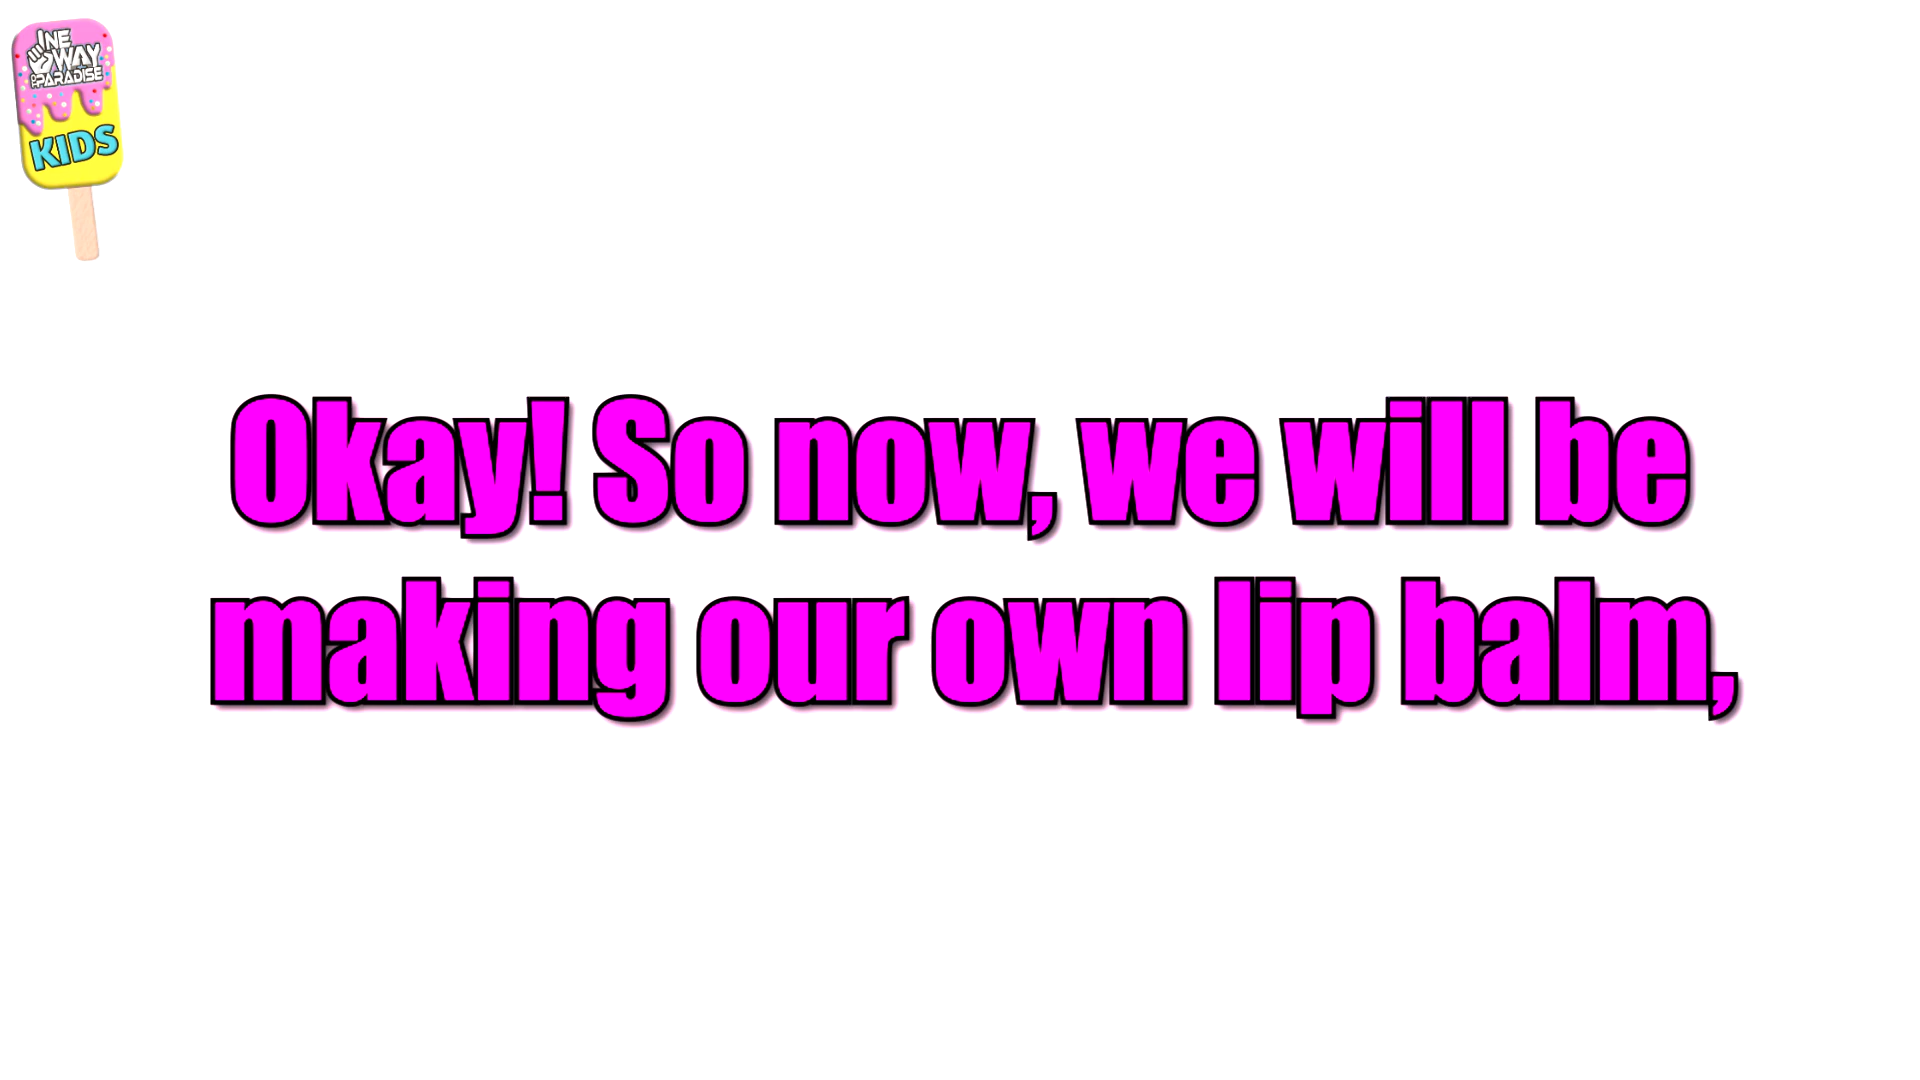 ONE
WAY
TO PARADISE
KIDS
Okay! So now, we will be
making our own lip balm,